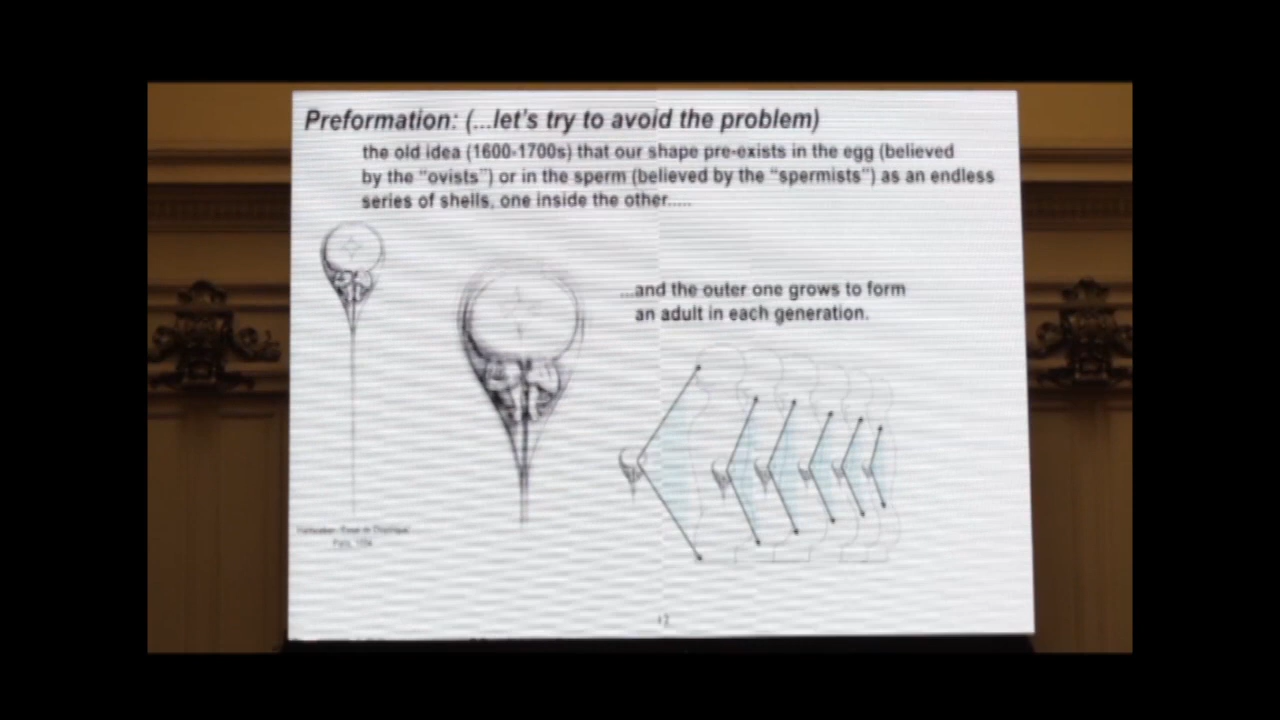 Preformation: (...let's try to avoid the problem)
the old idea (1600-1700s) that our shape pre-exists in the egg (believed
by the "ovists") or in the sperm (believed by the "spermists") as an endless
series of shells, one inside the other.....
...and the outer one grows to form
an adult in each generation.
Paris,
12